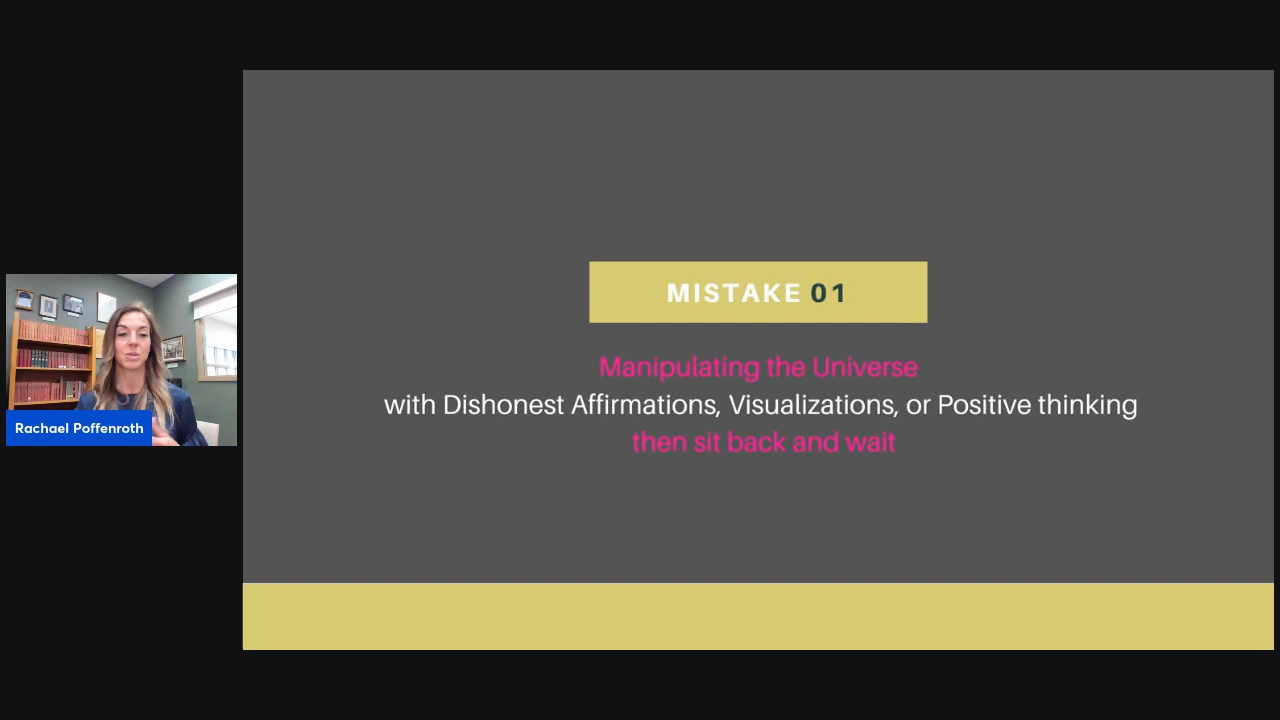 MISTAKE 01
Manipulating the Universe
with Dishonest Affirmations, Visualizations, or Positive thinking
then sit back and wait
Rachael Poffenroth